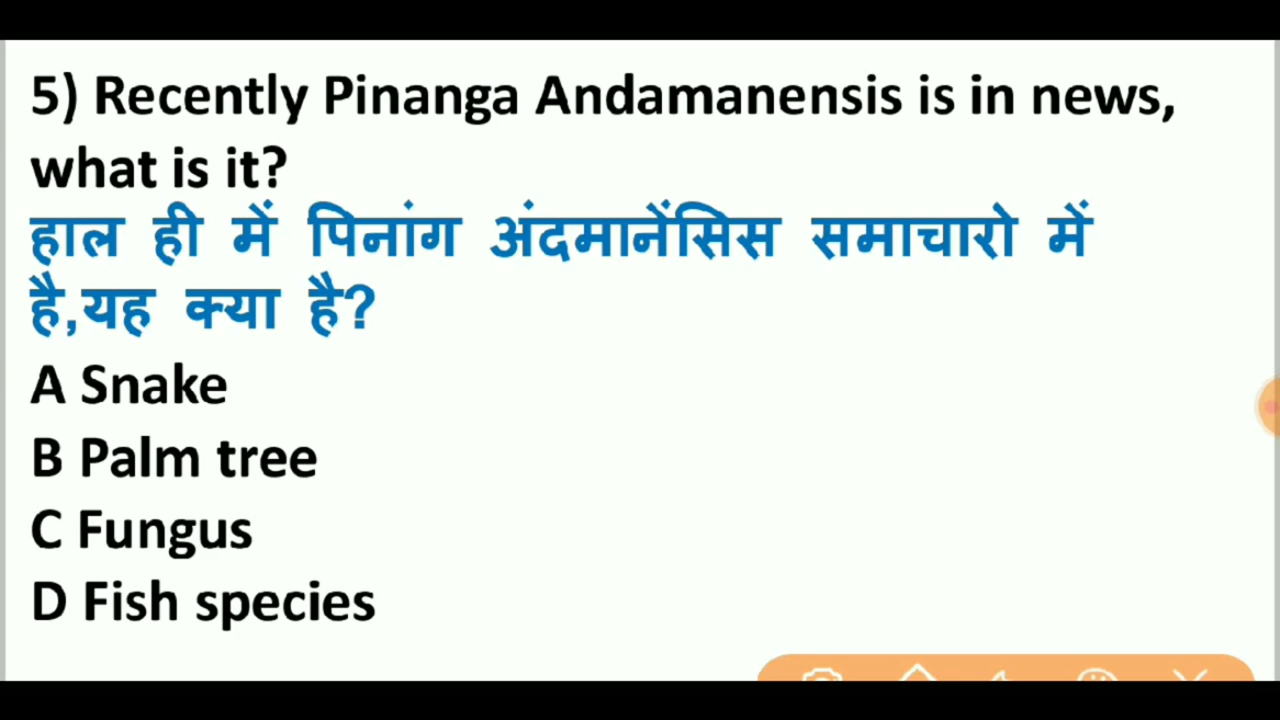 5) Recently Pinanga Andamanensis is in news,
what is it?
हाल ही में पिनांग अंदमानेंसिस समाचारो में
है,यह क्या है?
A Snake
B Palm tree
C Fungus
D Fish species